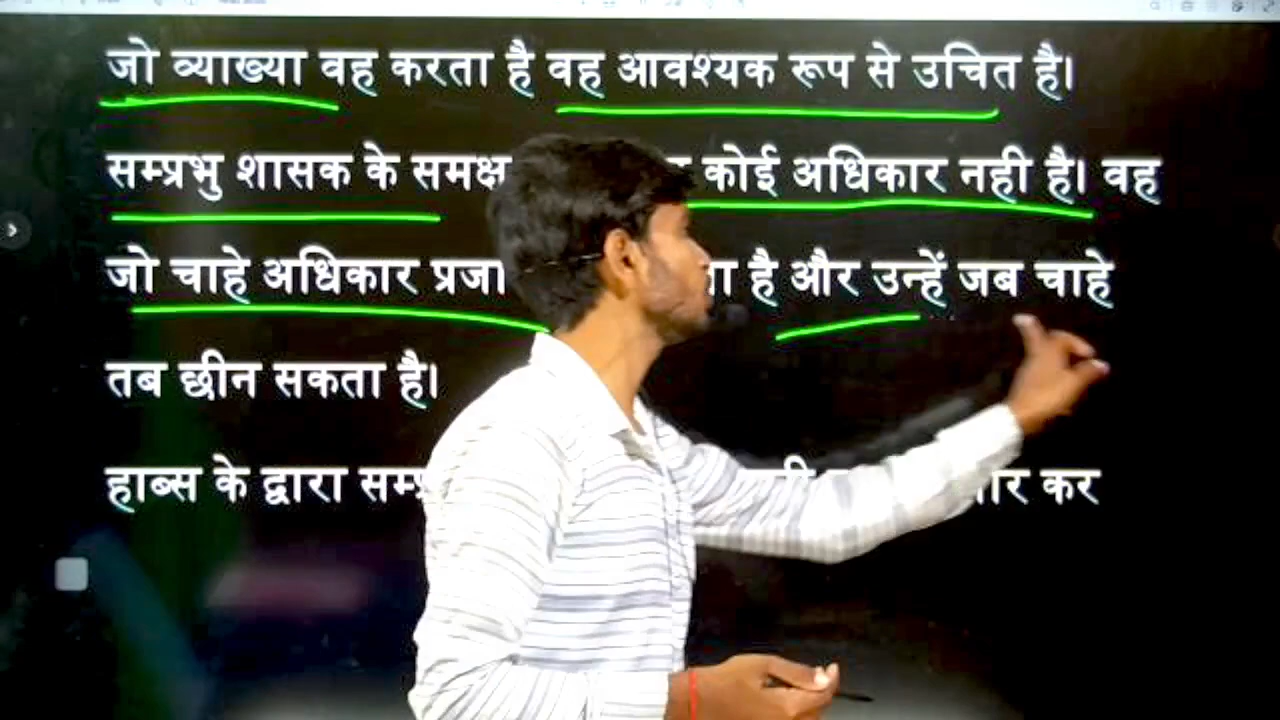 जो व्याख्या वह करता है वह आवश्यक रूप से उचित है।
सम्प्रभु शासक के समक्ष कोई अधिकार नही है। वह
जो चाहे अधिकार प्रजा है और उन्हें जब चाहे
तब छीन सकता है।
हाब्स के द्वारा कर